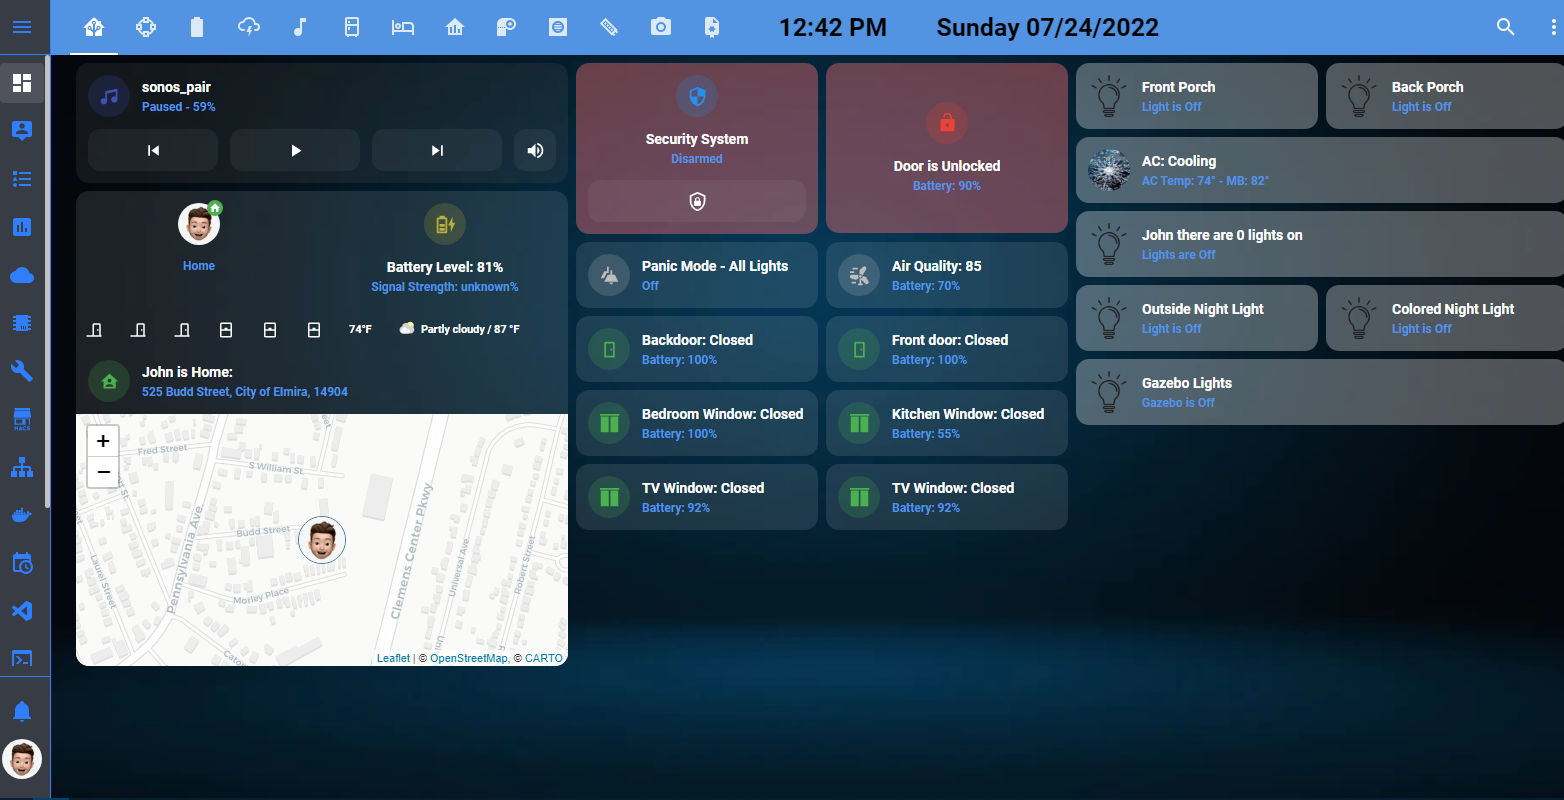 12:42 PM Sunday 07/24/2022
sonos_pair
Paused - 59%
Home
Battery Level: 81%
Signal Strength: unknown%
74°F Partly cloudy / 87 °F
John is Home:
525 Budd Street, City of Elmira, 14904
+
−
Fred Street
S William St.
Pennsylvania Ave.
Budd Street
Clemens Center Pkwy
Laurel Street
Morley Place
Universal Ave
Robert Street
Leaflet | © OpenStreetMap, © CARTO
Security System
Disarmed
Door is Unlocked
Battery: 90%
Panic Mode - All Lights
Off
Air Quality: 85
Battery: 70%
Backdoor: Closed
Battery: 100%
Front door: Closed
Battery: 100%
Bedroom Window: Closed
Battery: 100%
Kitchen Window: Closed
Battery: 55%
TV Window: Closed
Battery: 92%
TV Window: Closed
Battery: 92%
Front Porch
Light is Off
Back Porch
Light is Off
AC: Cooling
AC Temp: 74° - MB: 82°
John there are 0 lights on
Lights are Off
Outside Night Light
Light is Off
Colored Night Light
Light is Off
Gazebo Lights
Gazebo is Off
HACS